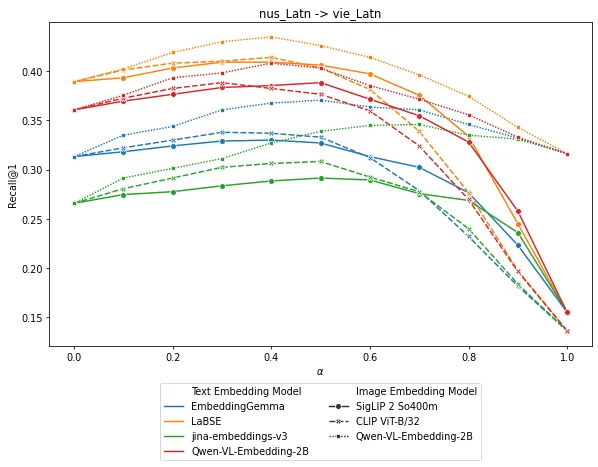 nus_Latn -> vie_Latn
Recall@1
0.40
0.35
0.30
0.25
0.20
0.15
0.0 0.2 0.4 0.6 0.8 1.0
α
Text Embedding Model Image Embedding Model
EmbeddingGemma SigLIP 2 So400m
LaBSE CLIP ViT-B/32
jina-embeddings-v3 Qwen-VL-Embedding-2B
Qwen-VL-Embedding-2B